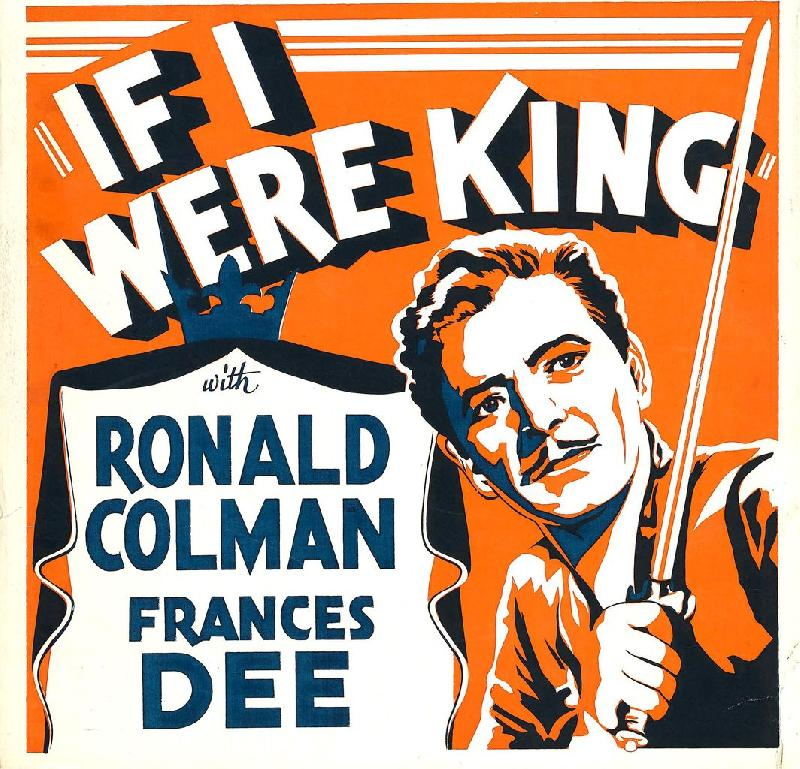 "IF I
WERE KING"
with
RONALD
COLMAN
FRANCES
DEE